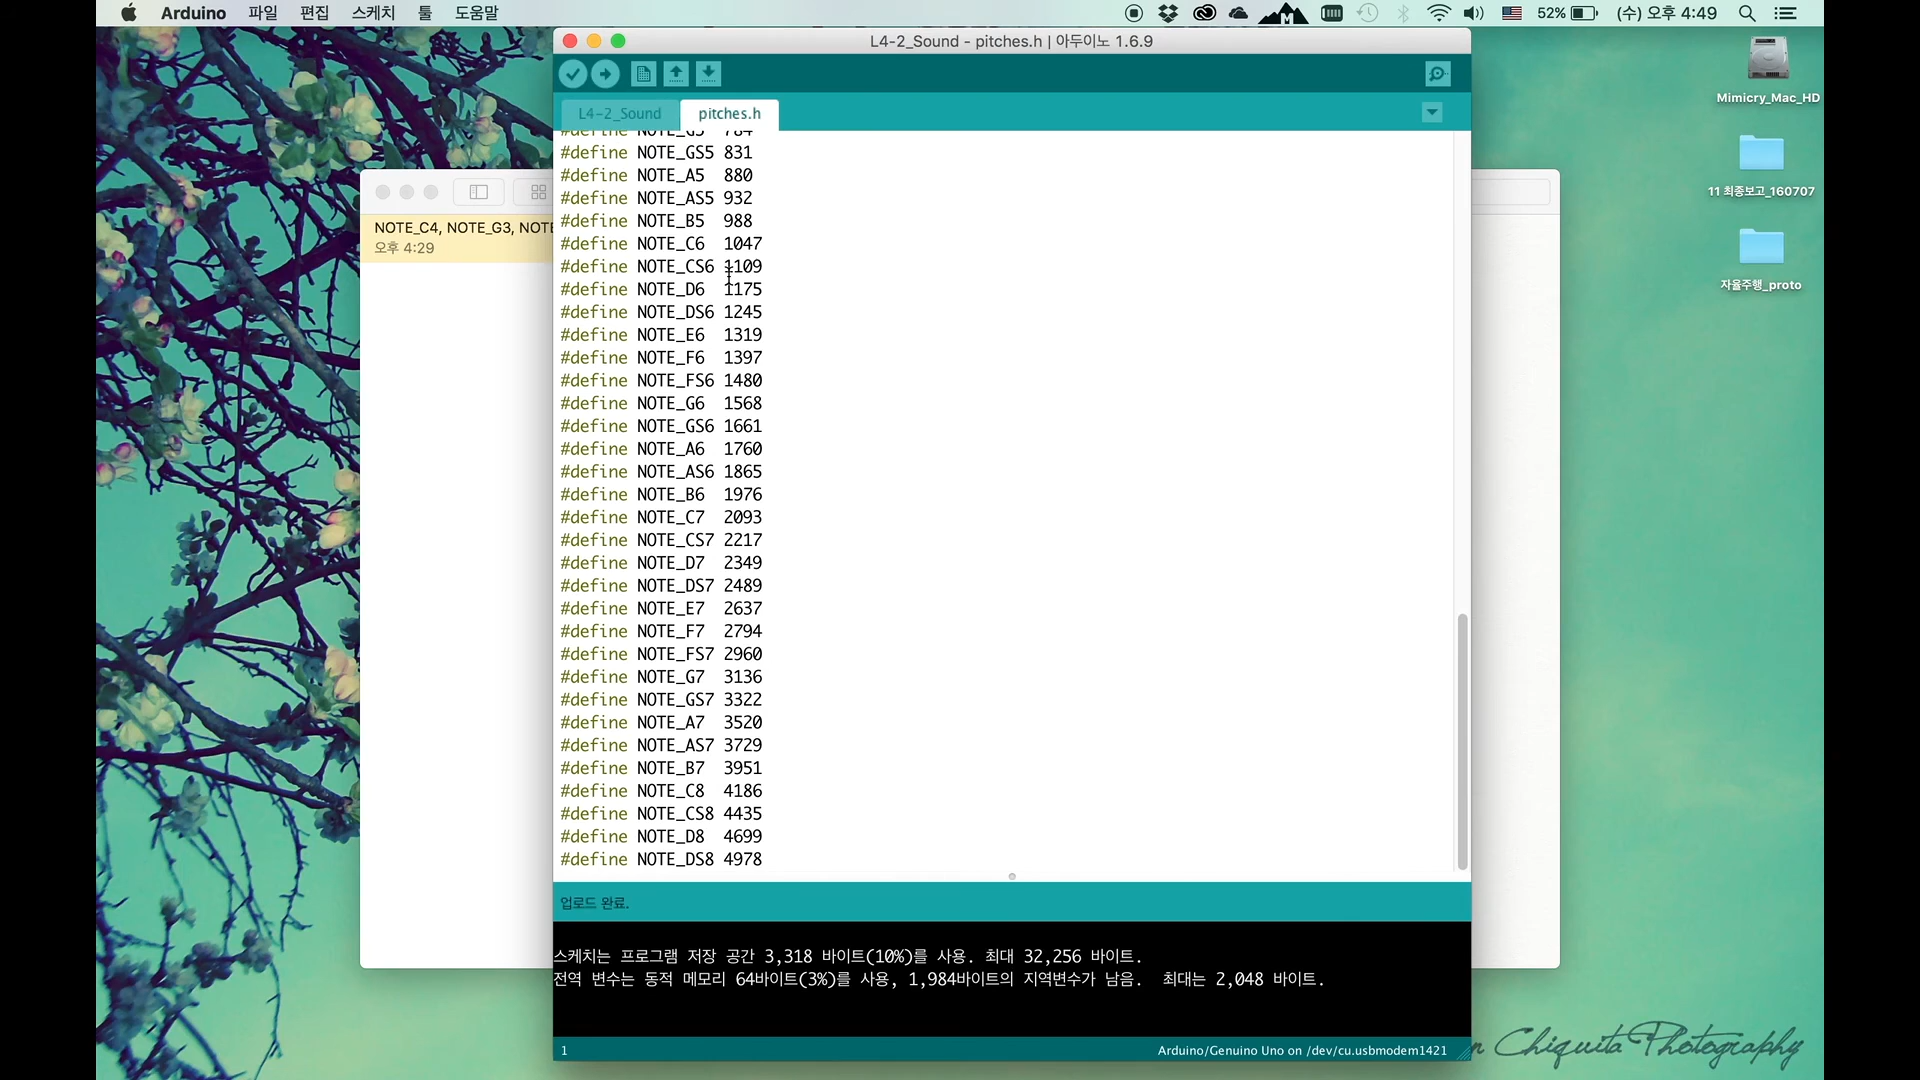 Arduino 파일 편집 스케치 툴 도움말 52% (수) 오후 4:49
L4-2_Sound - pitches.h | 아두이노 1.6.9
L4-2_Sound pitches.h
#define NOTE_G5 784
#define NOTE_GS5 831
#define NOTE_A5 880
#define NOTE_AS5 932
#define NOTE_B5 988
#define NOTE_C6 1047
#define NOTE_CS6 1109
#define NOTE_D6 1175
#define NOTE_DS6 1245
#define NOTE_E6 1319
#define NOTE_F6 1397
#define NOTE_FS6 1480
#define NOTE_G6 1568
#define NOTE_GS6 1661
#define NOTE_A6 1760
#define NOTE_AS6 1865
#define NOTE_B6 1976
#define NOTE_C7 2093
#define NOTE_CS7 2217
#define NOTE_D7 2349
#define NOTE_DS7 2489
#define NOTE_E7 2637
#define NOTE_F7 2794
#define NOTE_FS7 2960
#define NOTE_G7 3136
#define NOTE_GS7 3322
#define NOTE_A7 3520
#define NOTE_AS7 3729
#define NOTE_B7 3951
#define NOTE_C8 4186
#define NOTE_CS8 4435
#define NOTE_D8 4699
#define NOTE_DS8 4978
업로드 완료.
스케치는 프로그램 저장 공간 3,318 바이트(10%)를 사용. 최대 32,256 바이트.
전역 변수는 동적 메모리 64바이트(3%)를 사용, 1,984바이트의 지역변수가 남음. 최대는 2,048 바이트.
1 Arduino/Genuino Uno on /dev/cu.usbmodem1421
NOTE_C4, NOTE_G3, NOTE
오후 4:29
Mimicry_Mac_HD
11 최종보고_160707
자율주행_proto
n Chiquita Photography